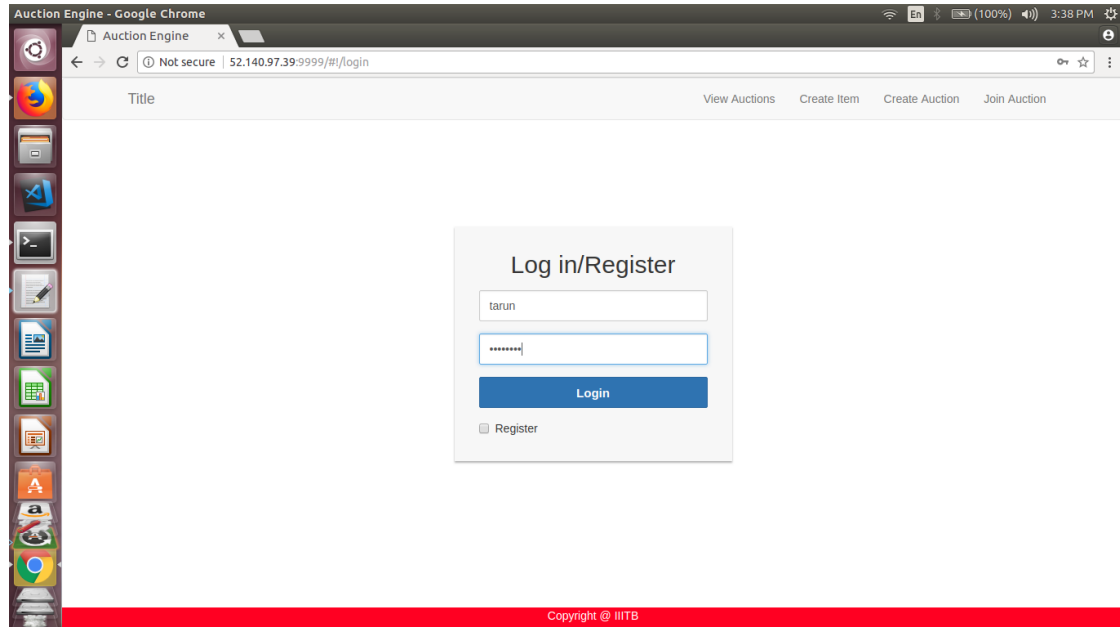 Auction Engine - Google Chrome En (100%) 3:38 PM
Auction Engine ×
Not secure | 52.140.97.39:9999/#!/login
Title View Auctions Create Item Create Auction Join Auction
Log in/Register
tarun
••••••••
Login
Register
Copyright @ IIITB